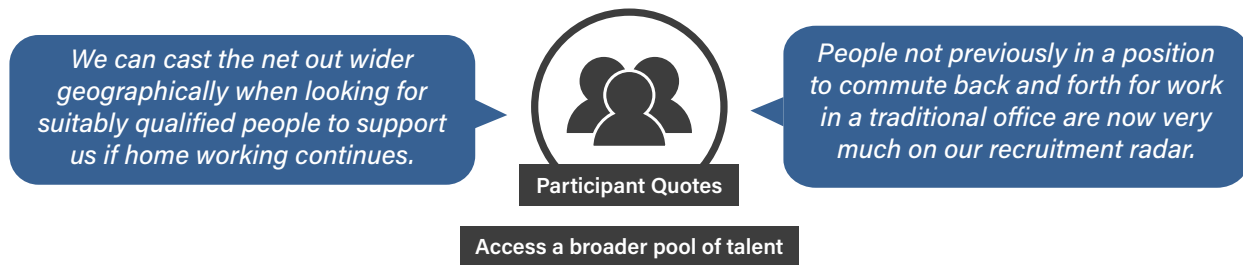 We can cast the net out wider
geographically when looking for
suitably qualified people to support
us if home working continues.
People not previously in a position
to commute back and forth for work
in a traditional office are now very
much on our recruitment radar.
Participant Quotes
Access a broader pool of talent